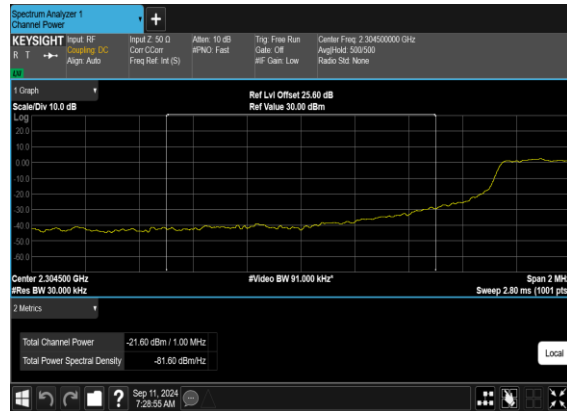 Spectrum Analyzer 1
Channel Power
+
KEYSIGHT
R T
LV
Input: RF
Coupling: DC
Align: Auto
Input Z: 50 Ω
Corr CCorr
Freq Ref: Int (S)
Atten: 10 dB
#PNO: Fast
Trig: Free Run
Gate: Off
#IF Gain: Low
Center Freq: 2.304500000 GHz
Avg|Hold: 500/500
Radio Std: None
1 Graph
Scale/Div 10.0 dB
Ref Lvl Offset 25.60 dB
Ref Value 30.00 dBm
Log
20.0
10.0
0.00
-10.0
-20.0
-30.0
-40.0
-50.0
-60.0
Center 2.304500 GHz
#Video BW 91.000 kHz*
Span 2 MHz
#Res BW 30.000 kHz
Sweep 2.80 ms (1001 pts
2 Metrics
Total Channel Power -21.60 dBm / 1.00 MHz
Total Power Spectral Density -81.60 dBm/Hz
Local
?
Sep 11, 2024
7:28:55 AM